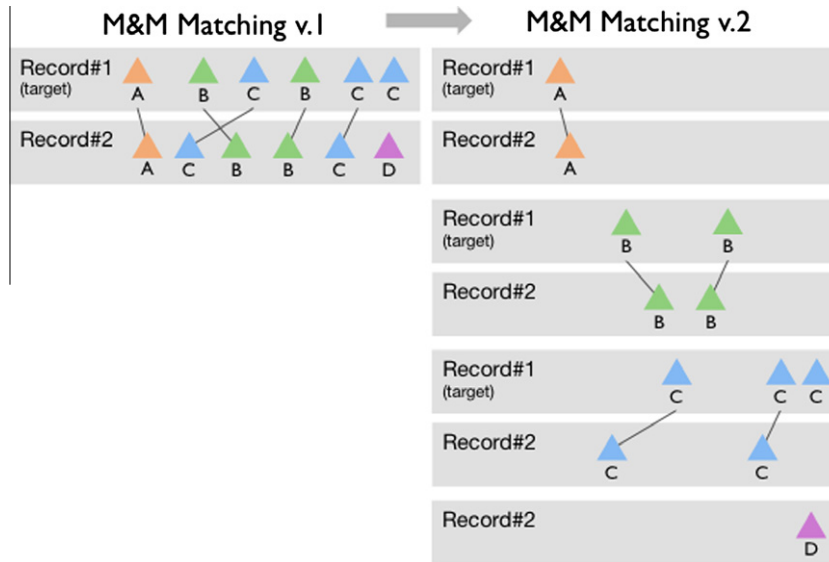 M&M Matching v.1
M&M Matching v.2
Record#1
(target)
A B C B C C
Record#2
A C B B C D
Record#1
(target)
A
Record#2
A
Record#1
(target)
B B
Record#2
B B
Record#1
(target)
C C C
Record#2
C C
Record#2
D